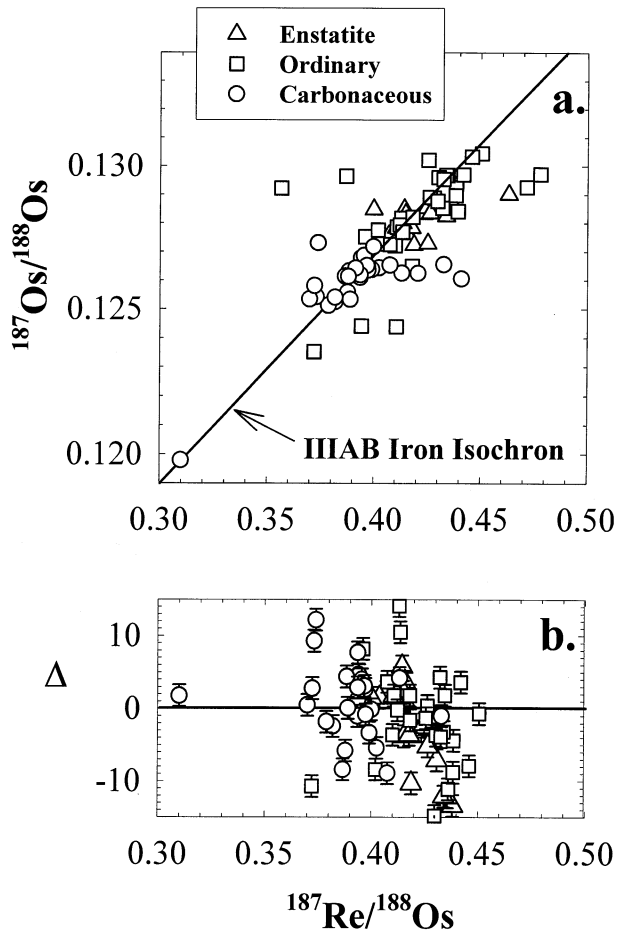 Enstatite
Ordinary
Carbonaceous
a.
0.130
0.125
0.120
187Os/188Os
IIIAB Iron Isochron
0.30 0.35 0.40 0.45 0.50
b.
10
0
-10
Δ
0.30 0.35 0.40 0.45 0.50
187Re/188Os